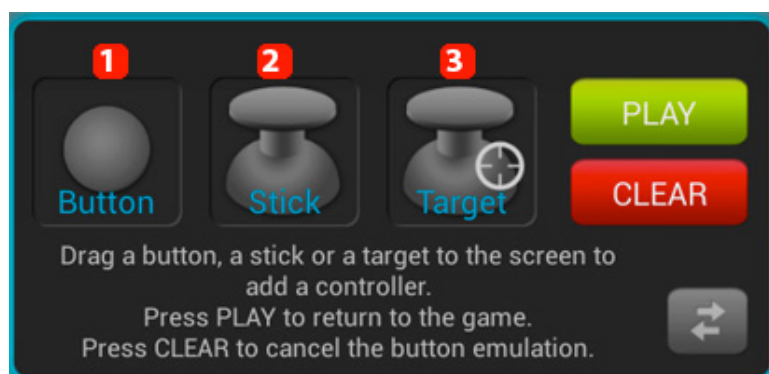 1 2 3
Button Stick Target
PLAY
CLEAR
Drag a button, a stick or a target to the screen to
add a controller.
Press PLAY to return to the game.
Press CLEAR to cancel the button emulation.